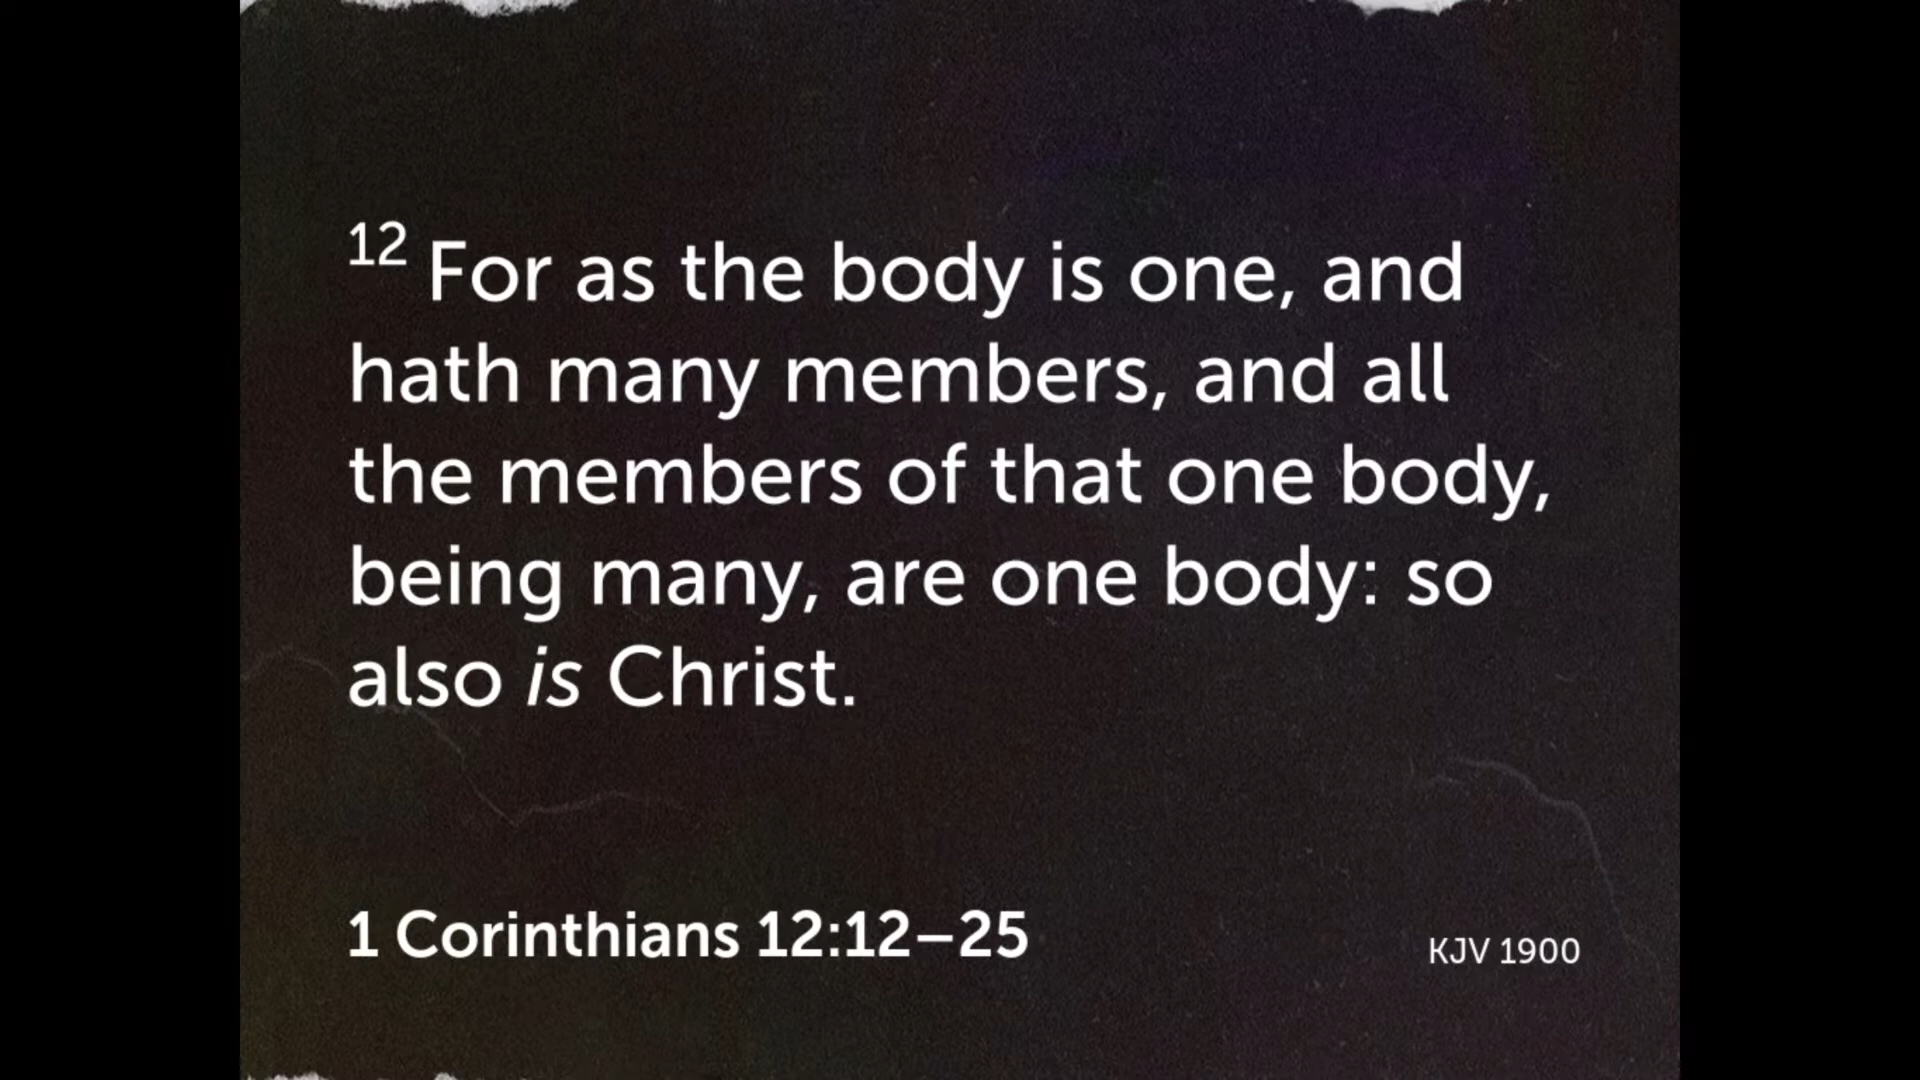 12 For as the body is one, and
hath many members, and all
the members of that one body,
being many, are one body: so
also is Christ.
1 Corinthians 12:12–25
KJV 1900